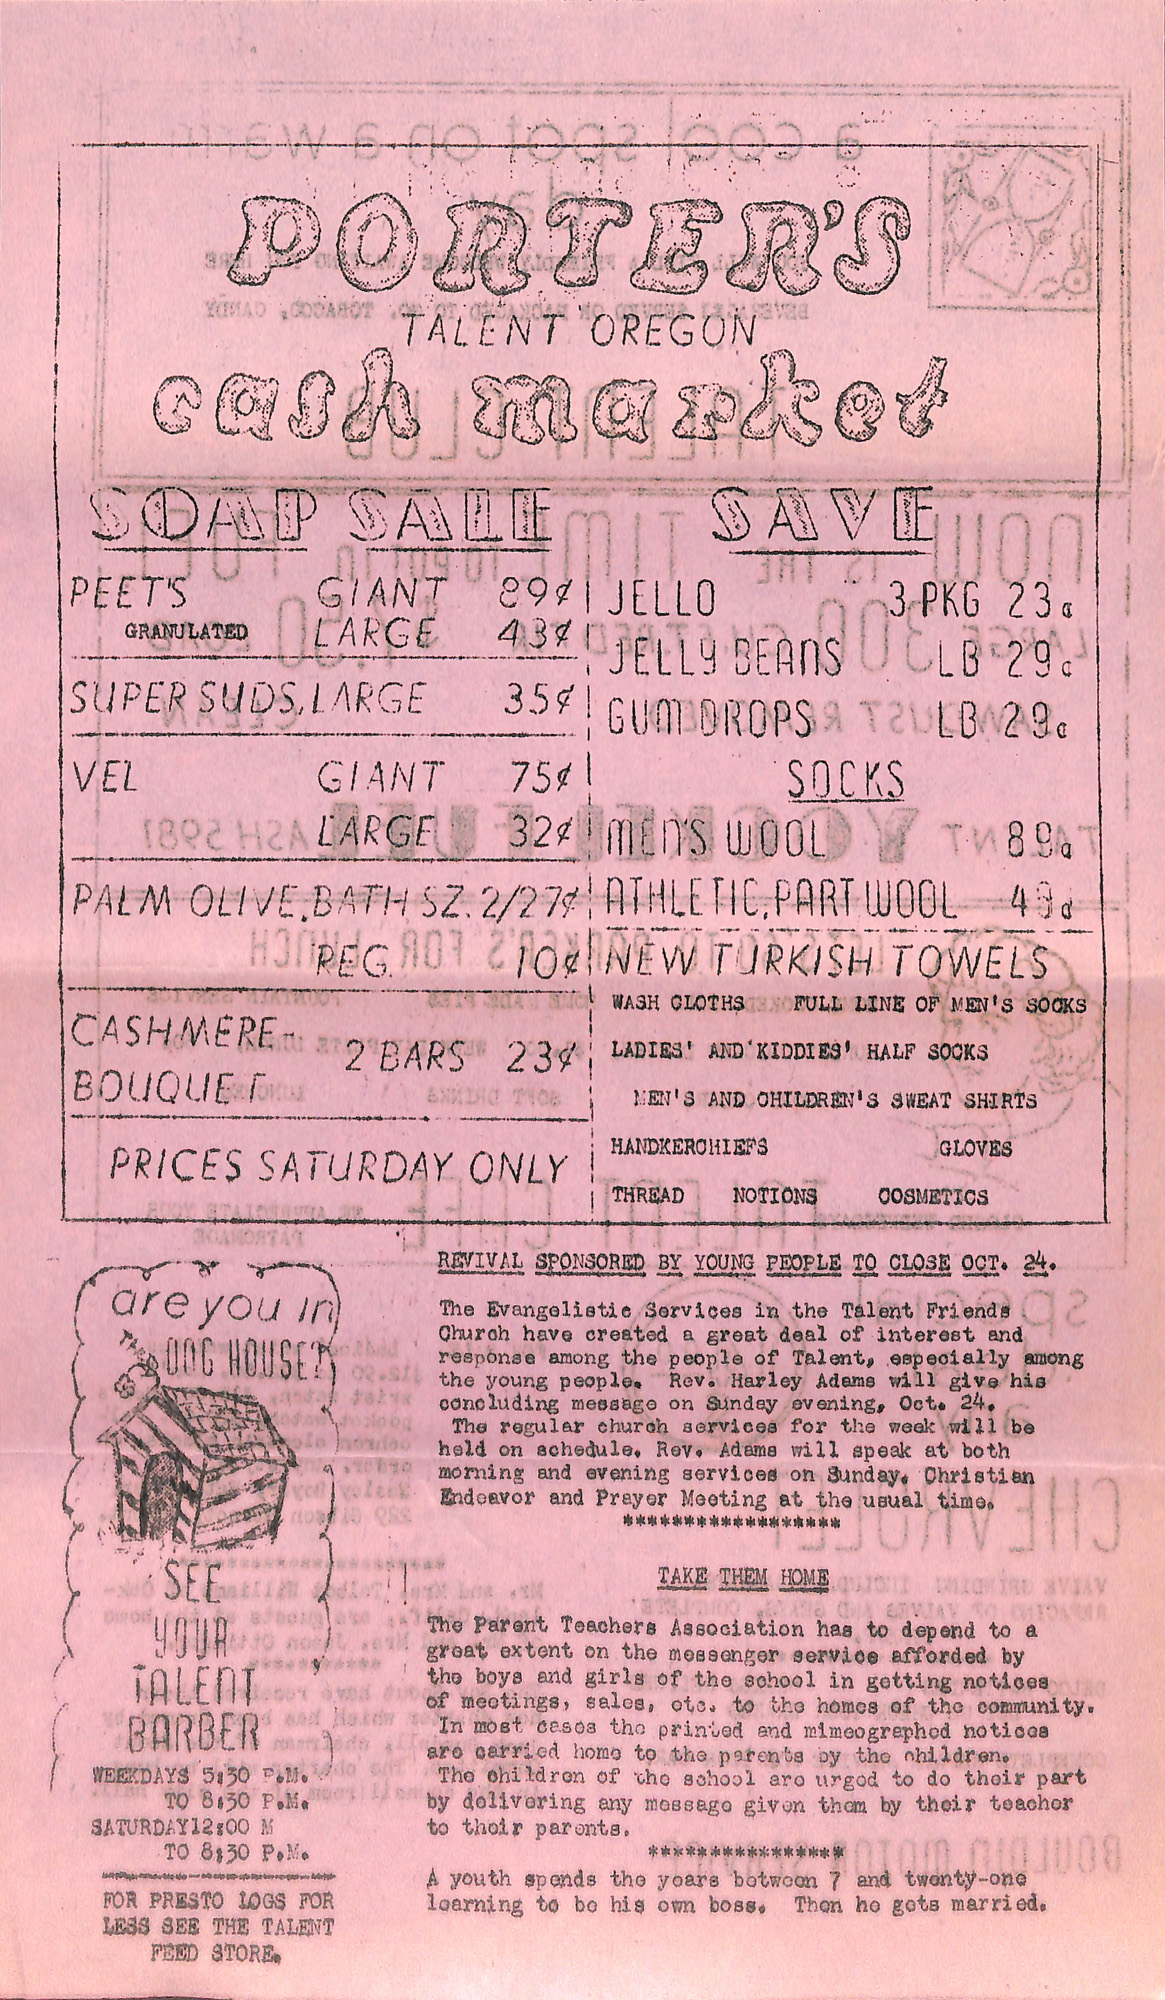 PORTER'S
TALENT OREGON
cash market
SOAP SALE
PEET'S GIANT 89¢
GRANULATED LARGE 43¢
SUPER SUDS, LARGE 35¢
VEL GIANT 75¢
LARGE 32¢
PALM OLIVE, BATH SZ. 2/27¢
REG. 10¢
CASHMERE-
BOUQUET 2 BARS 23¢
PRICES SATURDAY ONLY
SAVE
JELLO 3 PKG 23¢
JELLY BEANS LB 29¢
GUM DROPS LB 29¢
SOCKS
MEN'S WOOL 89¢
ATHLETIC, PART WOOL 49¢
NEW TURKISH TOWELS
WASH CLOTHS FULL LINE OF MEN'S SOCKS
LADIES' AND KIDDIES' HALF SOCKS
MEN'S AND CHILDREN'S SWEAT SHIRTS
HANDKERCHIEFS GLOVES
THREAD NOTIONS COSMETICS
are you in
THE DOG HOUSE?
SEE
YOUR
TALENT
BARBER
WEEKDAYS 5:30 P.M.
TO 8:30 P.M.
SATURDAY 12:00 M
TO 8:30 P.M.
FOR PRESTO LOGS FOR
LESS SEE THE TALENT
FEED STORE.
REVIVAL SPONSORED BY YOUNG PEOPLE TO CLOSE OCT. 24.
The Evangelistic Services in the Talent Friends
Church have created a great deal of interest and
response among the people of Talent, especially among
the young people. Rev. Harley Adams will give his
concluding message on Sunday evening, Oct. 24.
The regular church services for the week will be
held on schedule. Rev. Adams will speak at both
morning and evening services on Sunday. Christian
Endeavor and Prayer Meeting at the usual time.
******************
TAKE THEM HOME
The Parent Teachers Association has to depend to a
great extent on the messenger service afforded by
the boys and girls of the school in getting notices
of meetings, sales, etc. to the homes of the community.
In most cases the printed and mimeographed notices
are carried home to the parents by the children.
The children of the school are urged to do their part
by delivering any message given them by their teacher
to their parents.
****************
A youth spends the years between 7 and twenty-one
learning to be his own boss. Then he gets married.